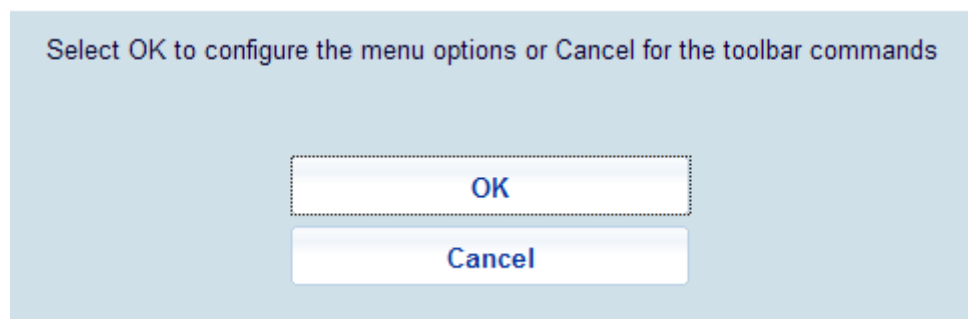 Select OK to configure the menu options or Cancel for the toolbar commands
OK
Cancel